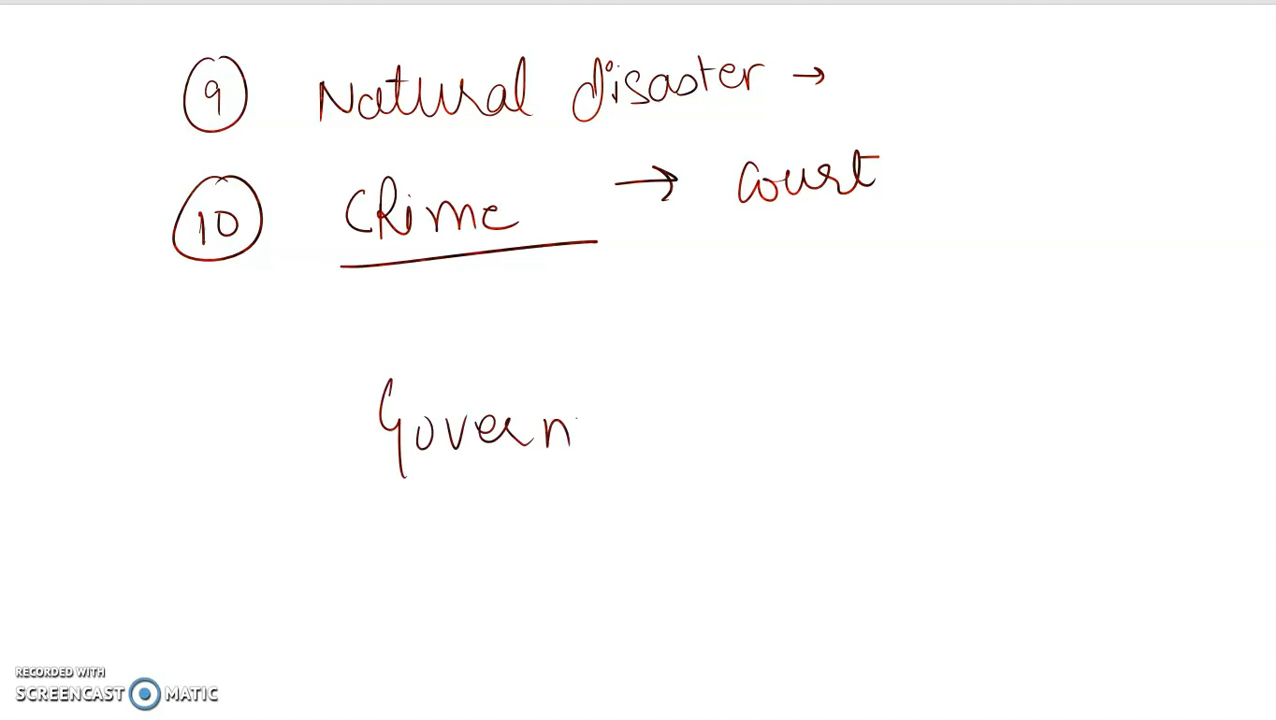 9 Natural disaster →
10 Crime → Court
Govern
RECORDED WITH
SCREENCAST MATIC